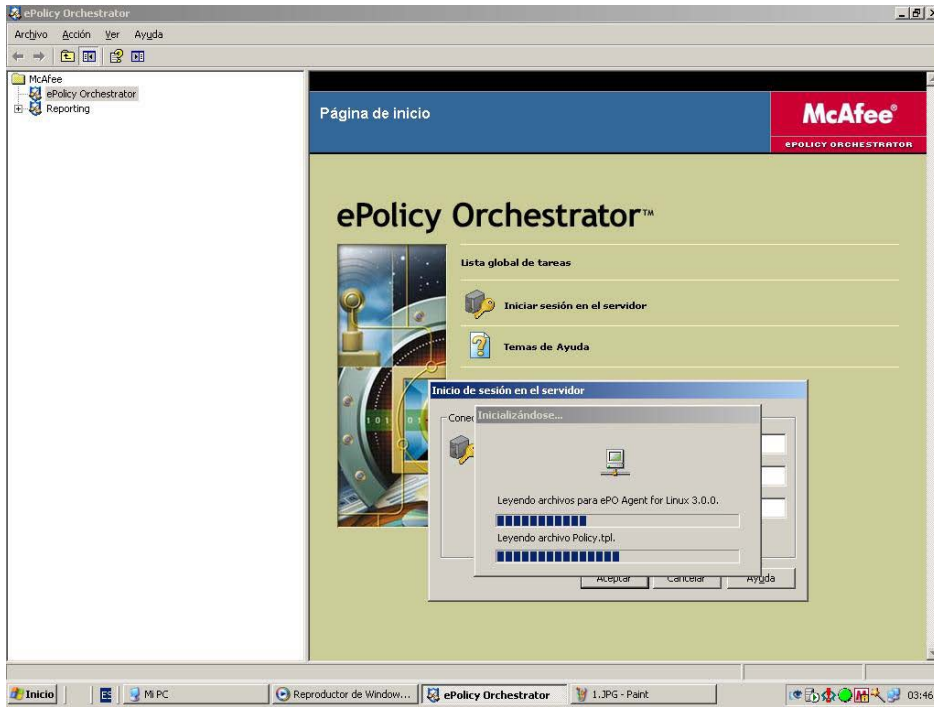 ePolicy Orchestrator
Archivo Acción Ver Ayuda
McAfee
ePolicy Orchestrator
Reporting
Página de inicio
McAfee®
ePOLICY ORCHESTRATOR
ePolicy Orchestrator™
Lista global de tareas
Iniciar sesión en el servidor
Temas de Ayuda
Inicio de sesión en el servidor
Cone
Inicializándose...
Leyendo archivos para ePO Agent for Linux 3.0.0.
Leyendo archivo Policy.tpl.
Aceptar Cancelar Ayuda
Inicio ES Mi PC Reproductor de Window... ePolicy Orchestrator 1.JPG - Paint 03:46